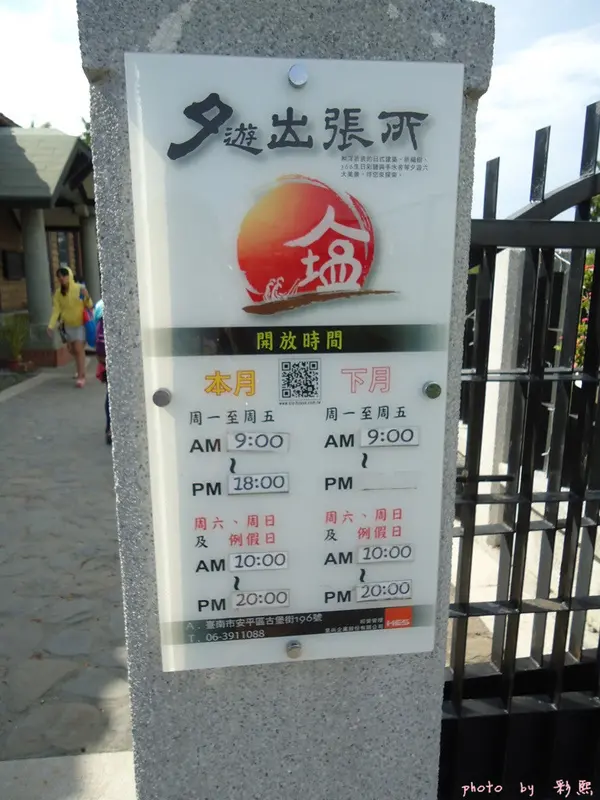 夕遊出張所
開放時間
本月 下月
周一至周五 周一至周五
AM 9:00 AM 9:00
~ ~
PM 18:00 PM
周六、周日 周六、周日
及 例假日 及 例假日
AM 10:00 AM 10:00
~ ~
PM 20:00 PM 20:00
A. 臺南市安平區古堡街196號
T. 06-3911088
HES
photo by 彩熙